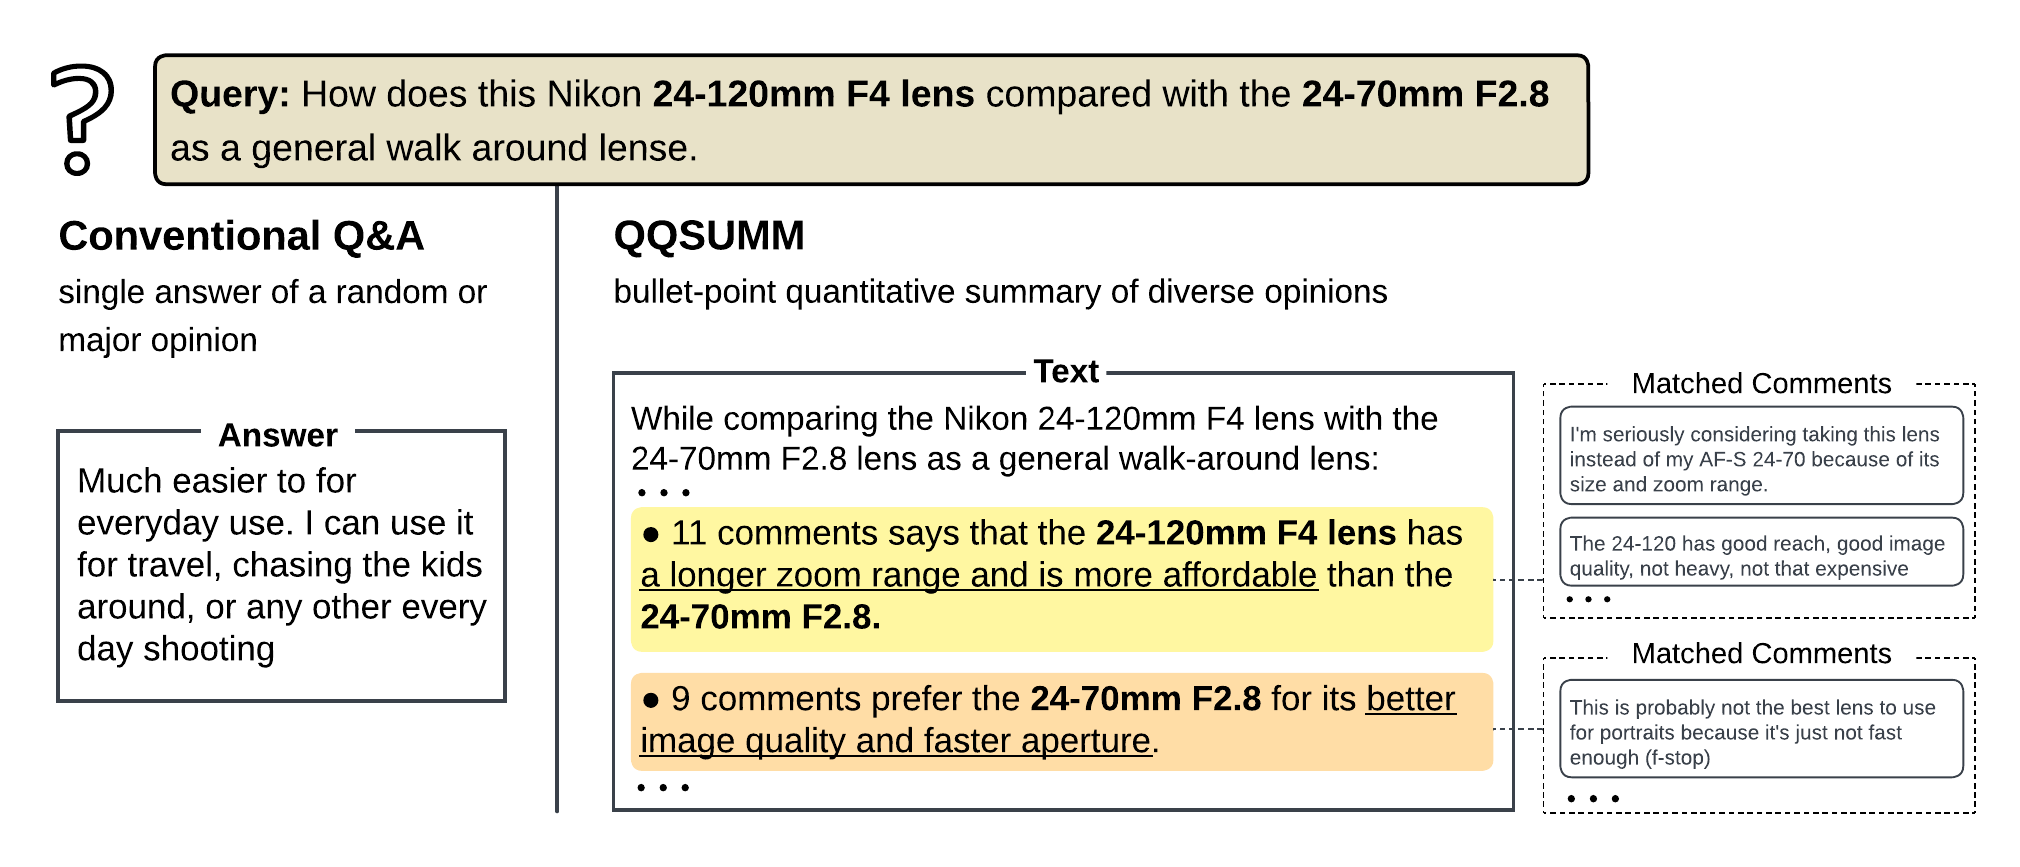 Query: How does this Nikon 24-120mm F4 lens compared with the 24-70mm F2.8
as a general walk around lense.
Conventional Q&A
single answer of a random or
major opinion
Answer
Much easier to for
everyday use. I can use it
for travel, chasing the kids
around, or any other every
day shooting
QQSUMM
bullet-point quantitative summary of diverse opinions
Text
While comparing the Nikon 24-120mm F4 lens with the
24-70mm F2.8 lens as a general walk-around lens:
• • •
● 11 comments says that the 24-120mm F4 lens has
a longer zoom range and is more affordable than the
24-70mm F2.8.
● 9 comments prefer the 24-70mm F2.8 for its better
image quality and faster aperture.
• • •
Matched Comments
I'm seriously considering taking this lens
instead of my AF-S 24-70 because of its
size and zoom range.
The 24-120 has good reach, good image
quality, not heavy, not that expensive
• • •
Matched Comments
This is probably not the best lens to use
for portraits because it's just not fast
enough (f-stop)
• • •